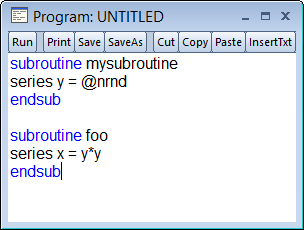 Program: UNTITLED
Run Print Save SaveAs Cut Copy Paste InsertTxt
subroutine mysubroutine
series y = @nrnd
endsub
subroutine foo
series x = y*y
endsub